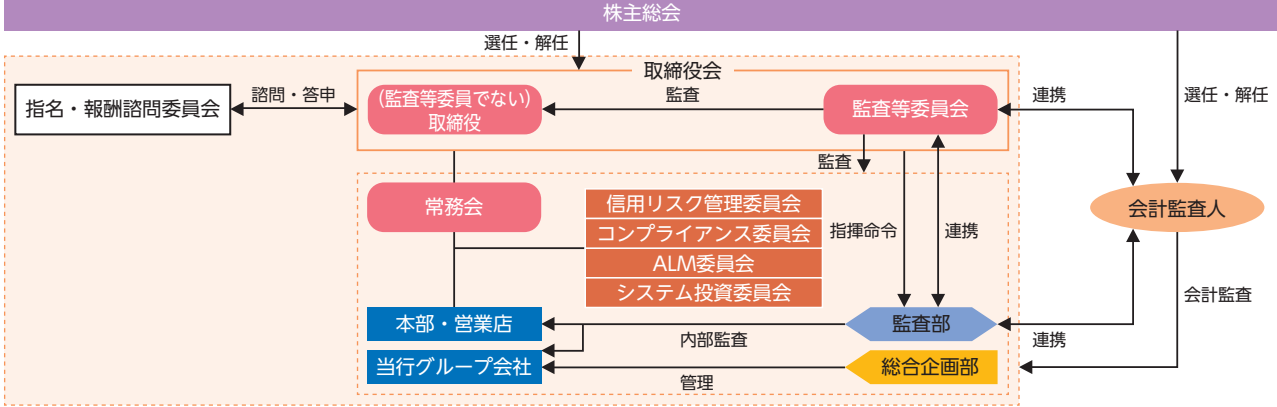 株主総会
選任・解任
取締役会
指名・報酬諮問委員会
諮問・答申
(監査等委員でない)
取締役
監査
監査等委員会
連携
選任・解任
監査
常務会
信用リスク管理委員会
コンプライアンス委員会
ALM委員会
システム投資委員会
指揮命令
連携
会計監査人
本部・営業店
内部監査
監査部
連携
会計監査
当行グループ会社
管理
総合企画部